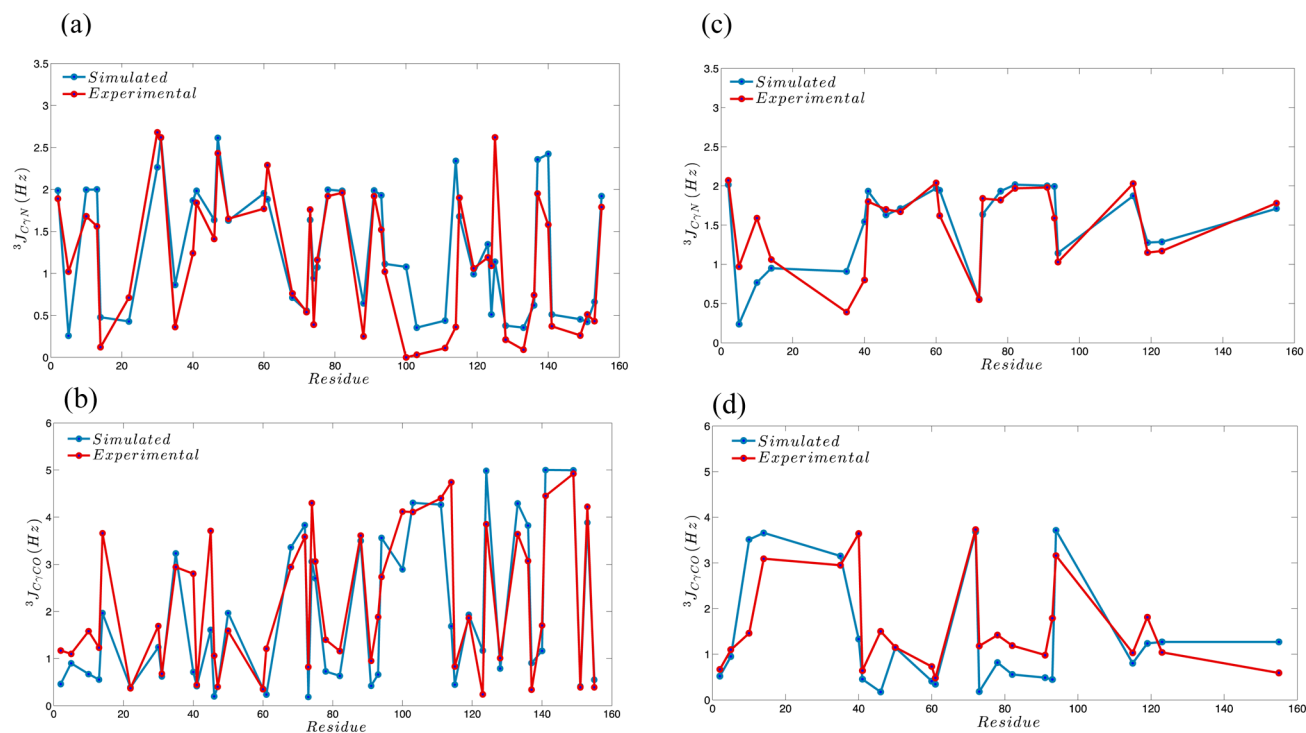 (a)
3.5
3
2.5
2
1.5
1
0.5
0
0 20 40 60 80 100 120 140 160
³J_CγN (Hz)
Residue
Simulated
Experimental
(c)
3.5
3
2.5
2
1.5
1
0.5
0
0 20 40 60 80 100 120 140 160
³J_CγN (Hz)
Residue
Simulated
Experimental
(b)
6
5
4
3
2
1
0
0 20 40 60 80 100 120 140 160
³J_CγCO (Hz)
Residue
Simulated
Experimental
(d)
6
5
4
3
2
1
0
0 20 40 60 80 100 120 140 160
³J_CγCO (Hz)
Residue
Simulated
Experimental